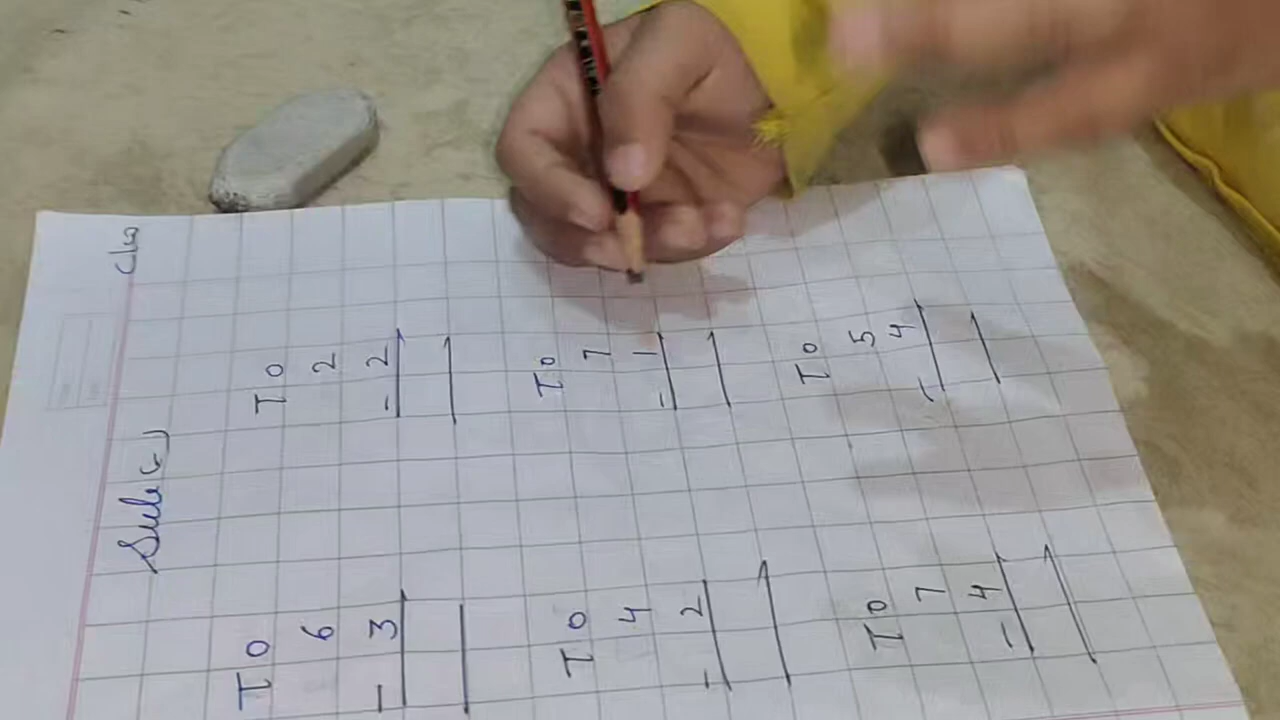 C/w
Sub (-)
T O T O
6 2
- 3 - 2
T O T O
4 7
- 2 - 1
T O T O
7 5
- 4 - 4